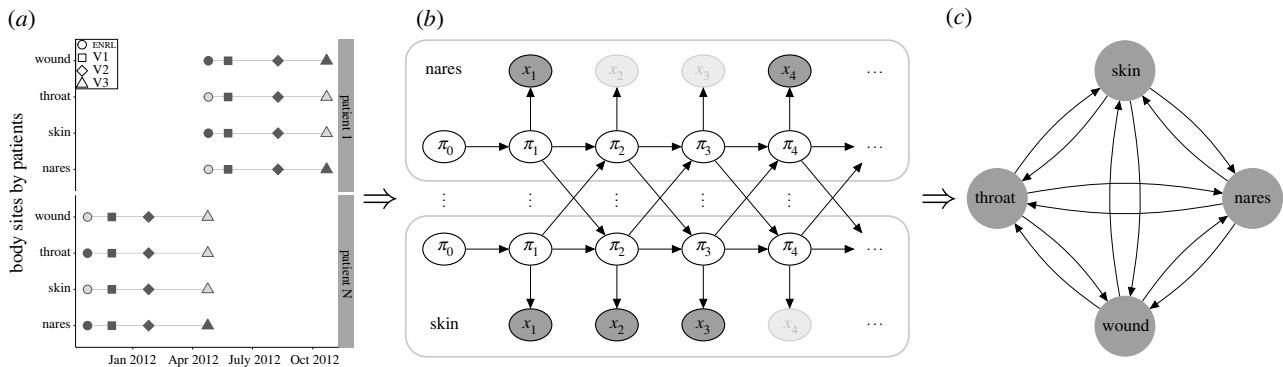 (a)
body sites by patients
ENRL
V1
V2
V3
wound
throat
skin
nares
patient 1
wound
throat
skin
nares
patient N
Jan 2012 Apr 2012 July 2012 Oct 2012
⇒
(b)
nares x₁ x₂ x₃ x₄ ...
π₀ π₁ π₂ π₃ π₄ ...
⋮ ⋮ ⋮ ⋮
π₀ π₁ π₂ π₃ π₄ ...
skin x₁ x₂ x₃ x₄ ...
⇒
(c)
skin
throat nares
wound